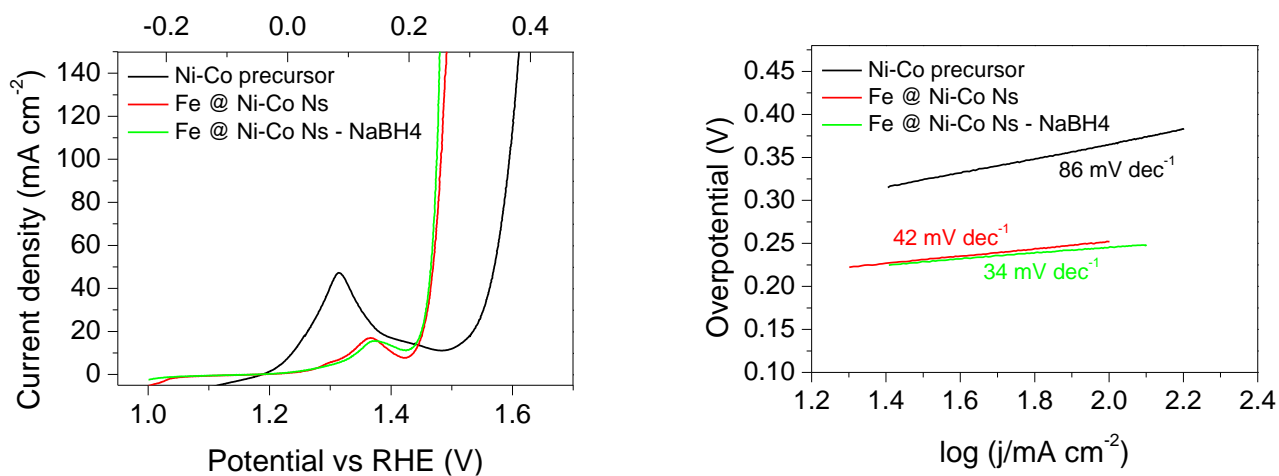 -0.2 0.0 0.2 0.4
140
120
100
80
60
40
20
0
Current density (mA cm-2)
Ni-Co precursor
Fe @ Ni-Co Ns
Fe @ Ni-Co Ns - NaBH4
1.0 1.2 1.4 1.6
Potential vs RHE (V)
0.45
0.40
0.35
0.30
0.25
0.20
0.15
0.10
Overpotential (V)
Ni-Co precursor
Fe @ Ni-Co Ns
Fe @ Ni-Co Ns - NaBH4
86 mV dec-1
42 mV dec-1
34 mV dec-1
1.2 1.4 1.6 1.8 2.0 2.2 2.4
log (j/mA cm-2)